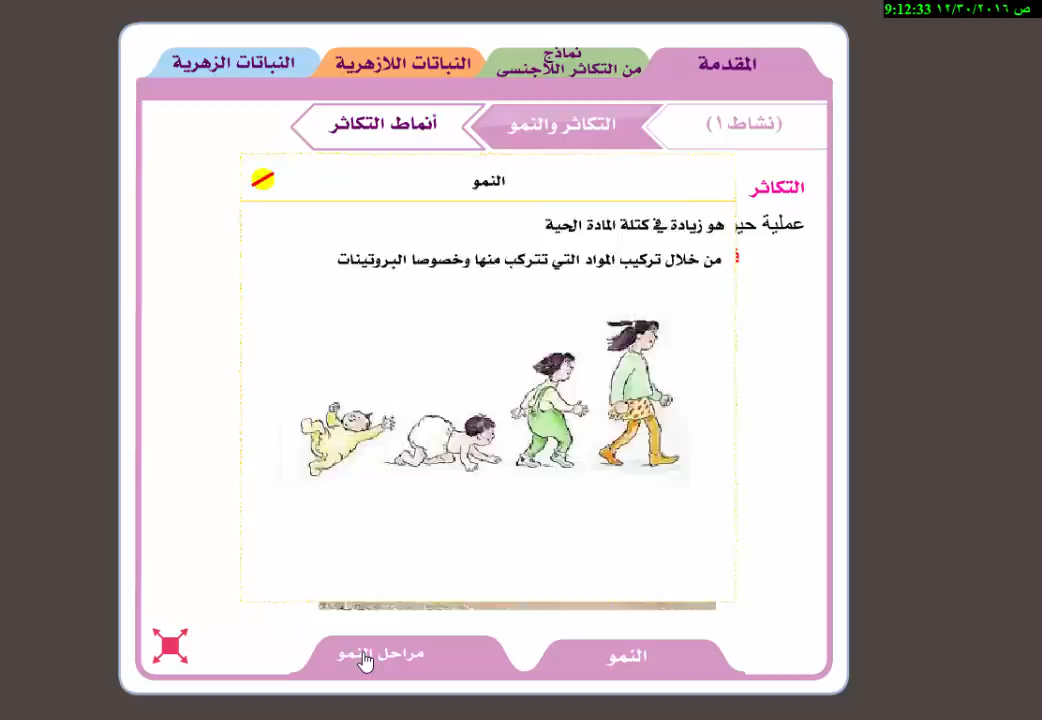 9:12:33 ص ١٢/٣٠/٢٠١٦
المقدمة
نماذج
من التكاثر اللاجنسى
النباتات اللازهرية
النباتات الزهرية
(نشاط ١)
التكاثر والنمو
أنماط التكاثر
التكاثر
النمو
عملية
هو زيادة في كتلة المادة الحية
من خلال تركيب المواد التي تتركب منها وخصوصا البروتينات
النمو
مراحل النمو